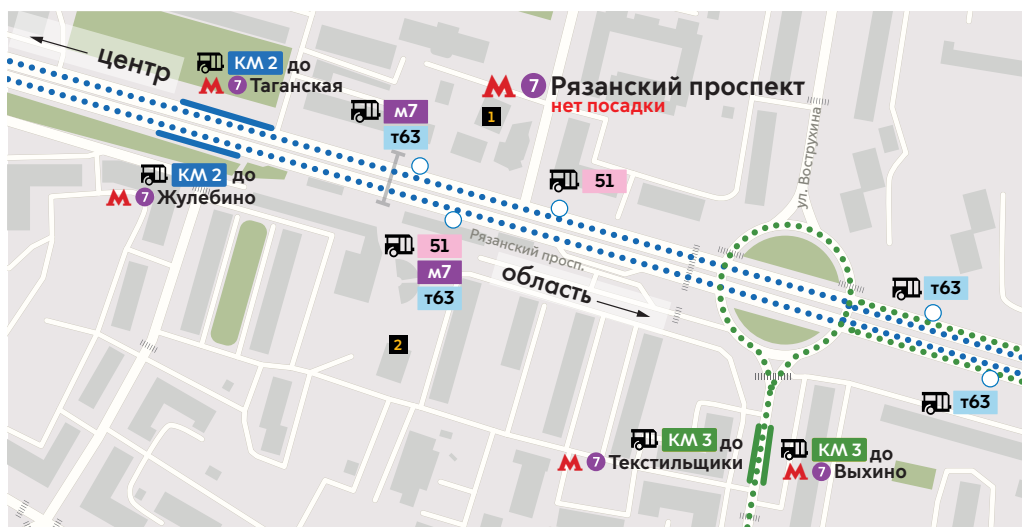 центр
КМ 2 до
М 7 Таганская
М 7 Рязанский проспект
нет посадки
м7
т63
1
КМ 2 до
М 7 Жулебино
51
ул. Вострухина
51
м7
т63
Рязанский просп.
область
т63
2
т63
КМ 3 до
М 7 Текстильщики
КМ 3 до
М 7 Выхино